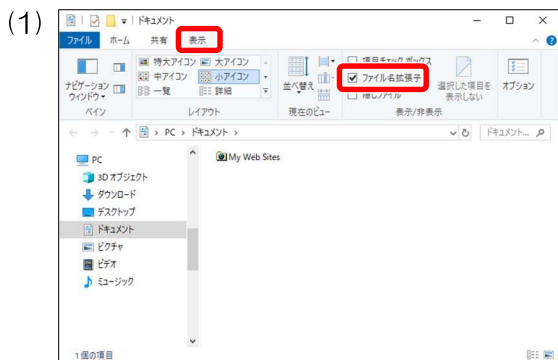 (1)
ドキュメント
ファイル ホーム 共有 表示
特大アイコン 大アイコン
中アイコン 小アイコン
一覧 詳細
ナビゲーション
ウィンドウ
並べ替え
項目チェック ボックス
ファイル名拡張子
隠しファイル
選択した項目を
表示しない
オプション
ペイン レイアウト 現在のビュー 表示/非表示
PC > ドキュメント >
ドキュメント...
PC
3D オブジェクト
ダウンロード
デスクトップ
ドキュメント
ピクチャ
ビデオ
ミュージック
My Web Sites
1 個の項目